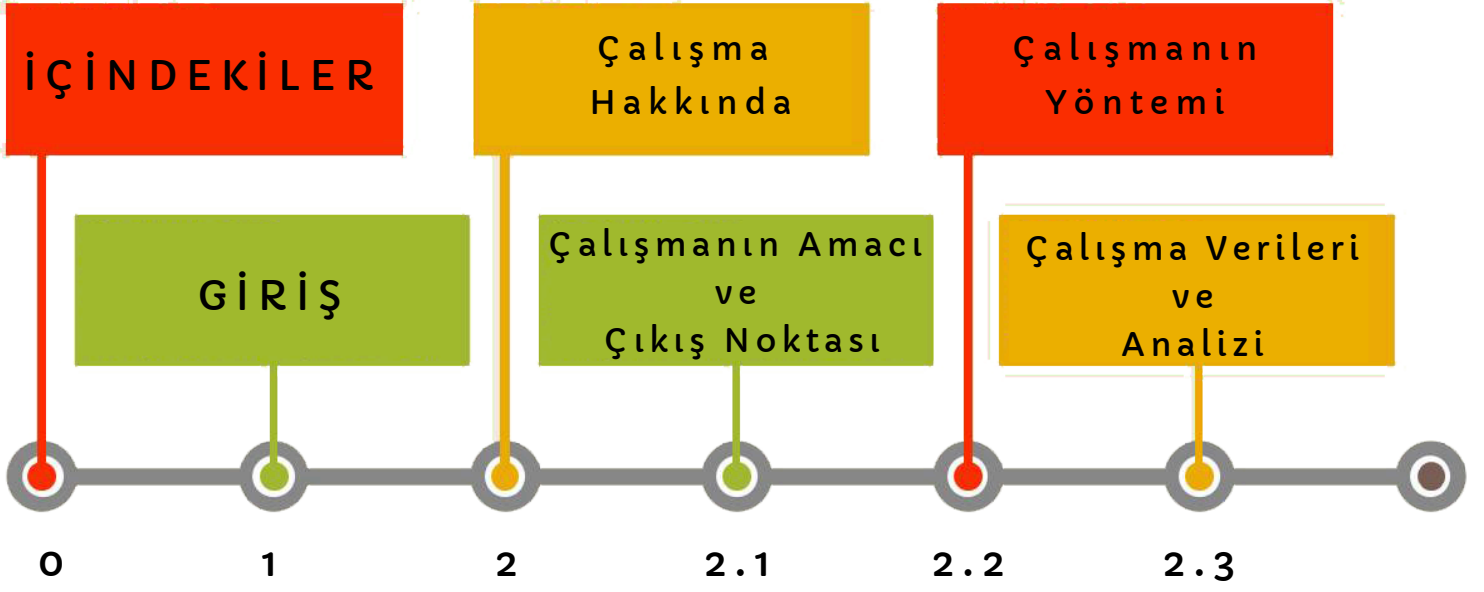 İÇİNDEKİLER
Çalışma
Hakkında
Çalışmanın
Yöntemi
GİRİŞ
Çalışmanın Amacı
ve
Çıkış Noktası
Çalışma Verileri
ve
Analizi
0 1 2 2.1 2.2 2.3